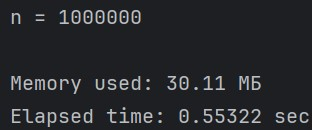 n = 1000000
Memory used: 30.11 МБ
Elapsed time: 0.55322 sec